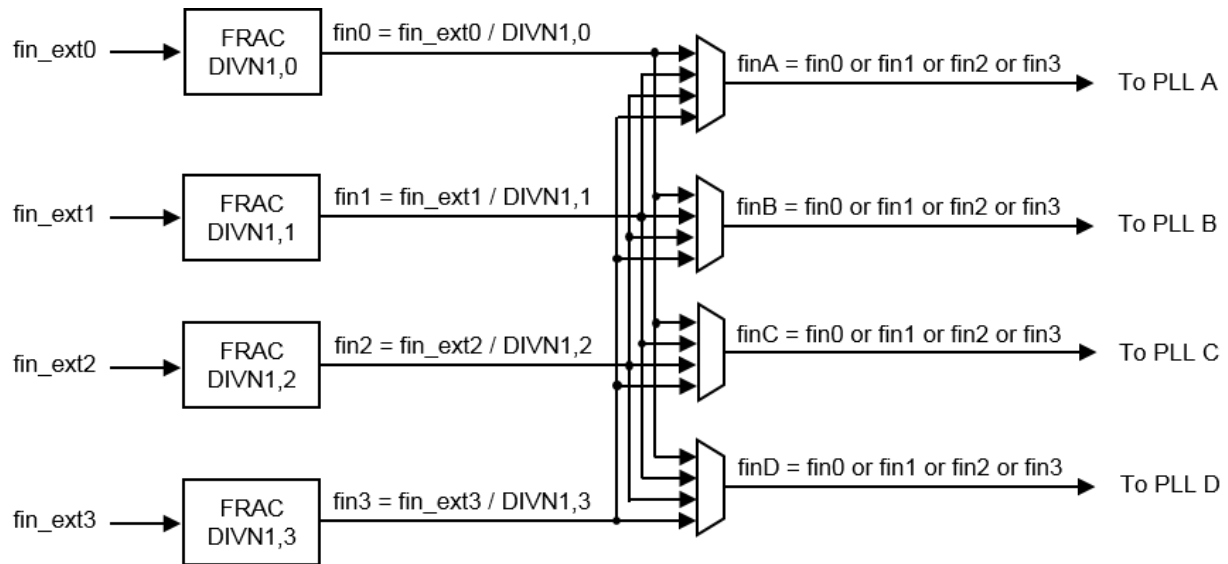 fin_ext0
FRAC
DIVN1,0
fin0 = fin_ext0 / DIVN1,0
finA = fin0 or fin1 or fin2 or fin3
To PLL A
fin_ext1
FRAC
DIVN1,1
fin1 = fin_ext1 / DIVN1,1
finB = fin0 or fin1 or fin2 or fin3
To PLL B
fin_ext2
FRAC
DIVN1,2
fin2 = fin_ext2 / DIVN1,2
finC = fin0 or fin1 or fin2 or fin3
To PLL C
fin_ext3
FRAC
DIVN1,3
fin3 = fin_ext3 / DIVN1,3
finD = fin0 or fin1 or fin2 or fin3
To PLL D